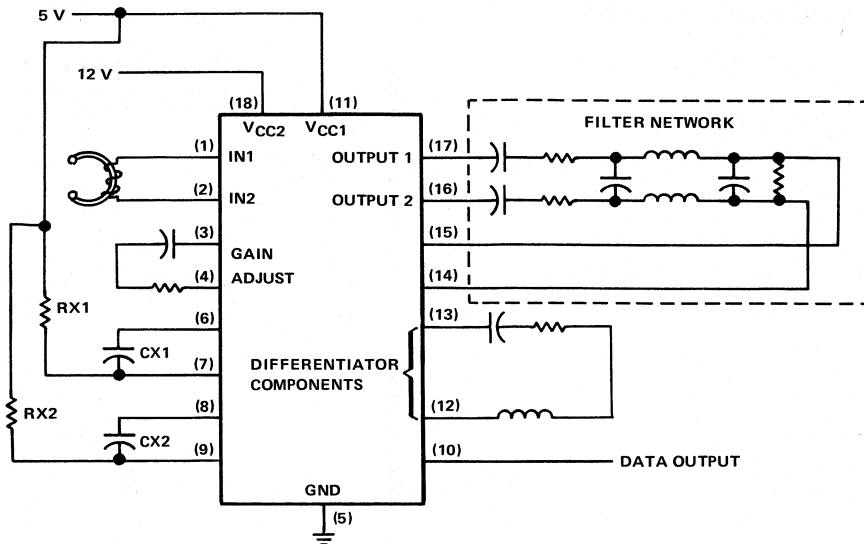 5 V
12 V
(18)
(11)
VCC2
VCC1
FILTER NETWORK
(1)
IN1
OUTPUT 1
(17)
(2)
IN2
OUTPUT 2
(16)
(3)
GAIN
ADJUST
(4)
(15)
(14)
RX1
(6)
CX1
(7)
DIFFERENTIATOR
COMPONENTS
(13)
(12)
RX2
(8)
CX2
(9)
(10)
DATA OUTPUT
GND
(5)